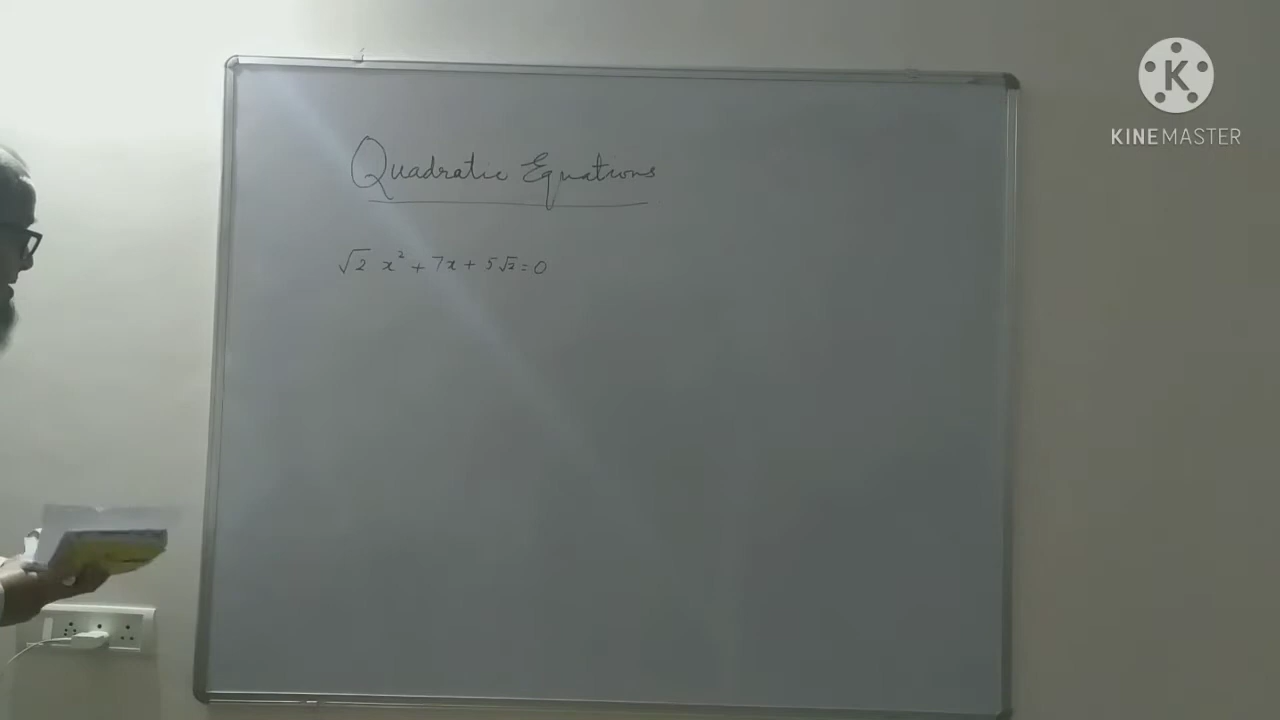 Quadratic Equations
√2 x² + 7x + 5√2 = 0
K
KINEMASTER